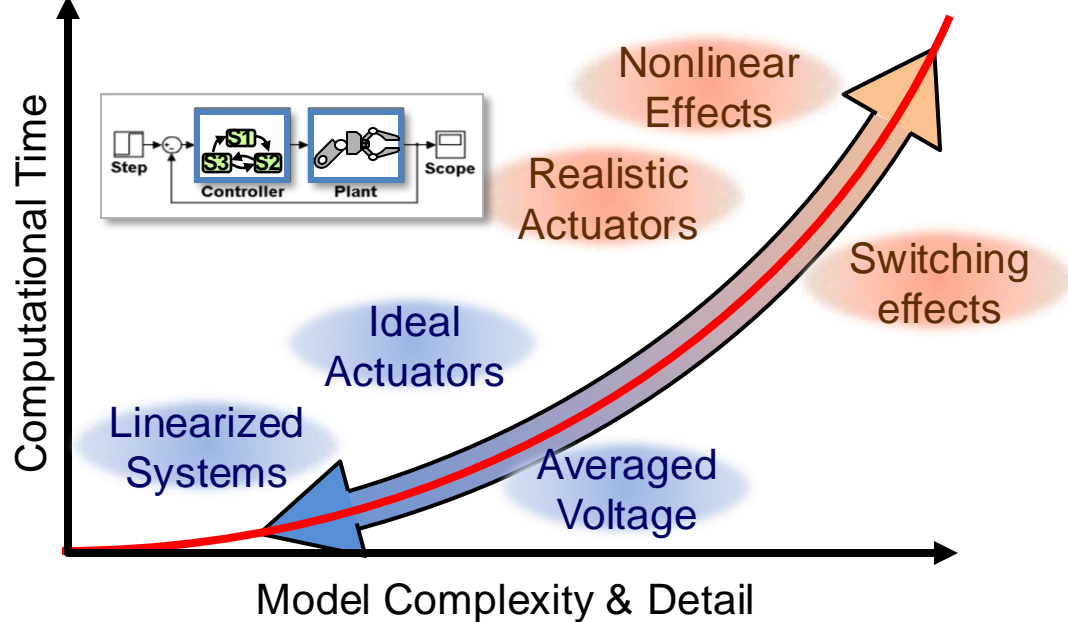 Computational Time
Nonlinear
Effects
Step
S1
S3
S2
Controller
Plant
Scope
Realistic
Actuators
Switching
effects
Ideal
Actuators
Linearized
Systems
Averaged
Voltage
Model Complexity & Detail